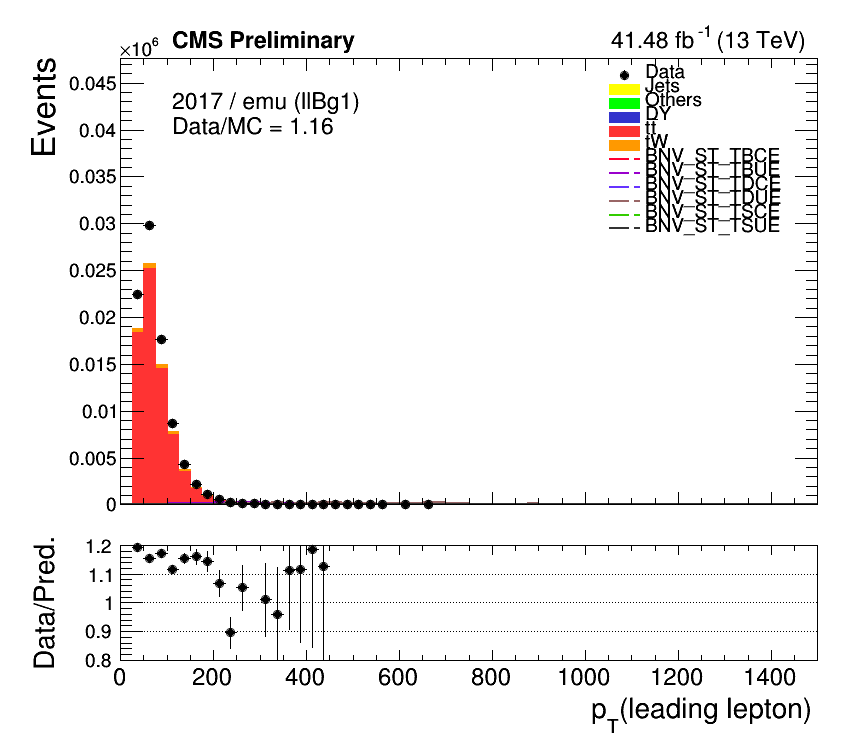 ×10⁶ CMS Preliminary 41.48 fb⁻¹ (13 TeV)
Events
0.045
0.04
0.035
0.03
0.025
0.02
0.015
0.01
0.005
0
2017 / emu (llBg1)
Data/MC = 1.16
Data
Jets
Others
DY
tt
tW
BNV_ST_TBCE
BNV_ST_TBUE
BNV_ST_TDCE
BNV_ST_TDUE
BNV_ST_TSCE
BNV_ST_TSUE
Data/Pred.
1.2
1.1
1
0.9
0.8
0 200 400 600 800 1000 1200 1400
p_T(leading lepton)